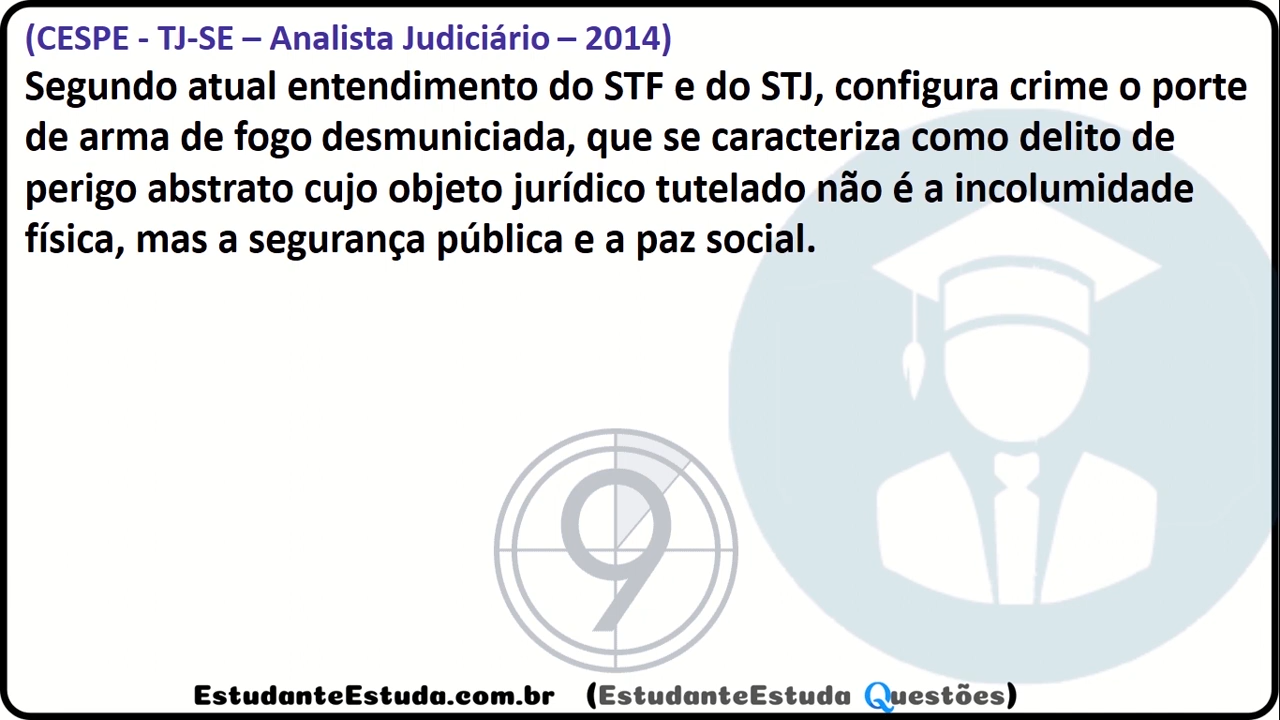 (CESPE - TJ-SE – Analista Judiciário – 2014)
Segundo atual entendimento do STF e do STJ, configura crime o porte
de arma de fogo desmuniciada, que se caracteriza como delito de
perigo abstrato cujo objeto jurídico tutelado não é a incolumidade
física, mas a segurança pública e a paz social.
9
EstudanteEstuda.com.br (EstudanteEstuda Questões)